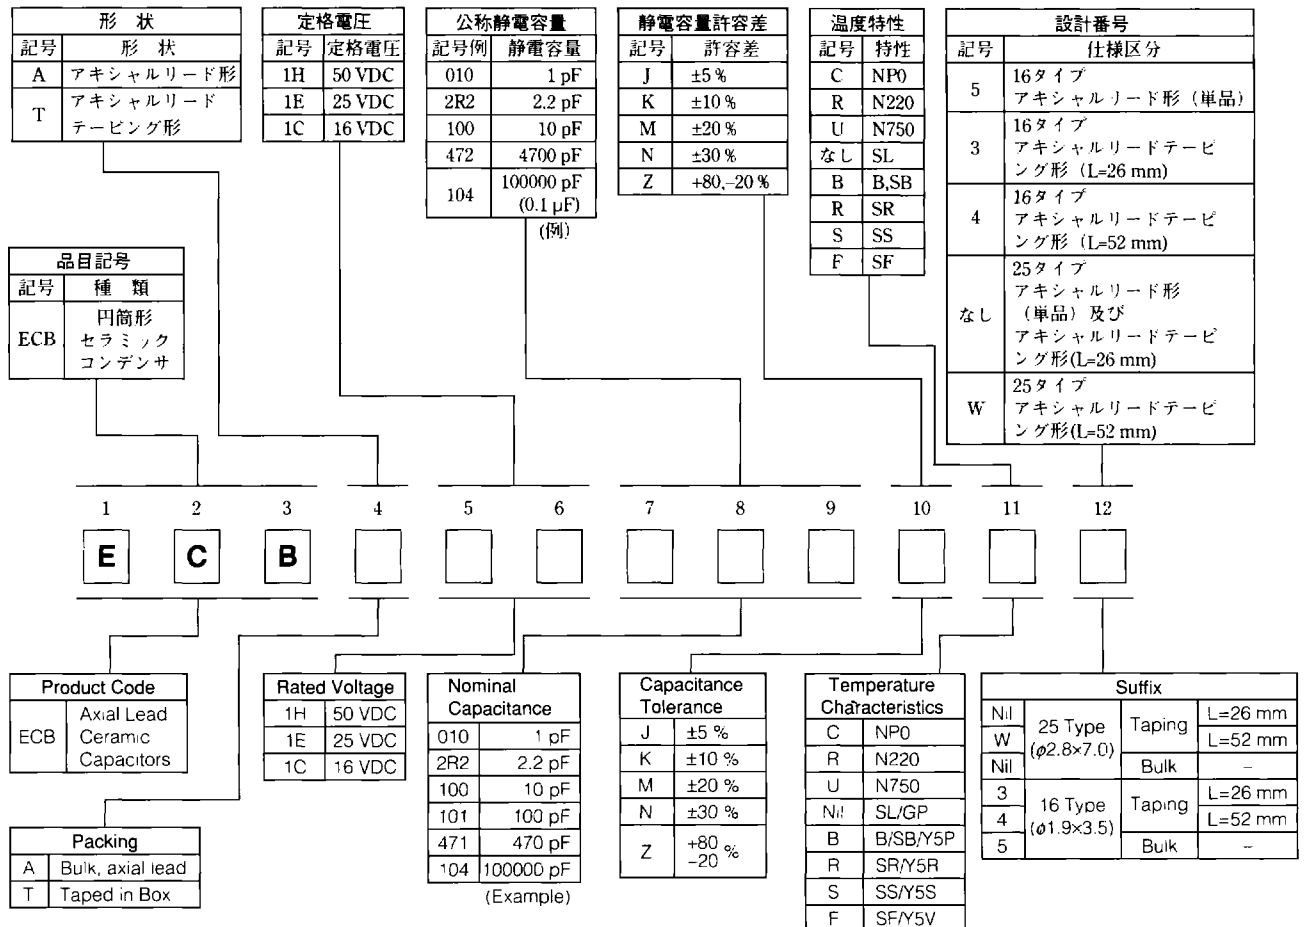 形 状
記号 形 状
A アキシャルリード形
T アキシャルリード
テーピング形
定格電圧
記号 定格電圧
1H 50 VDC
1E 25 VDC
1C 16 VDC
公称静電容量
記号例 静電容量
010 1 pF
2R2 2.2 pF
100 10 pF
472 4700 pF
104 100000 pF
(0.1 μF)
(例)
静電容量許容差
記号 許容差
J ±5 %
K ±10 %
M ±20 %
N ±30 %
Z +80,−20 %
温度特性
記号 特性
C NP0
R N220
U N750
なし SL
B B,SB
R SR
S SS
F SF
設計番号
記号 仕様区分
5 16タイプ
アキシャルリード形 (単品)
3 16タイプ
アキシャルリードテーピ
ング形 (L=26 mm)
4 16タイプ
アキシャルリードテーピ
ング形 (L=52 mm)
なし 25タイプ
アキシャルリード形
(単品) 及び
アキシャルリードテーピ
ング形(L=26 mm)
W 25タイプ
アキシャルリードテーピ
ング形(L=52 mm)
品目記号
記号 種 類
ECB 円筒形
セラミック
コンデンサ
1 2 3 4 5 6 7 8 9 10 11 12
E C B
Product Code
ECB Axial Lead
Ceramic
Capacitors
Packing
A Bulk, axial lead
T Taped in Box
Rated Voltage
1H 50 VDC
1E 25 VDC
1C 16 VDC
Nominal
Capacitance
010 1 pF
2R2 2.2 pF
100 10 pF
101 100 pF
471 470 pF
104 100000 pF
(Example)
Capacitance
Tolerance
J ±5 %
K ±10 %
M ±20 %
N ±30 %
Z +80 −20 %
Temperature
Characteristics
C NP0
R N220
U N750
Nil SL/GP
B B/SB/Y5P
R SR/Y5R
S SS/Y5S
F SF/Y5V
Suffix
Nil 25 Type (φ2.8×7.0) Taping L=26 mm
W L=52 mm
Nil Bulk –
3 16 Type (φ1.9×3.5) Taping L=26 mm
4 L=52 mm
5 Bulk –